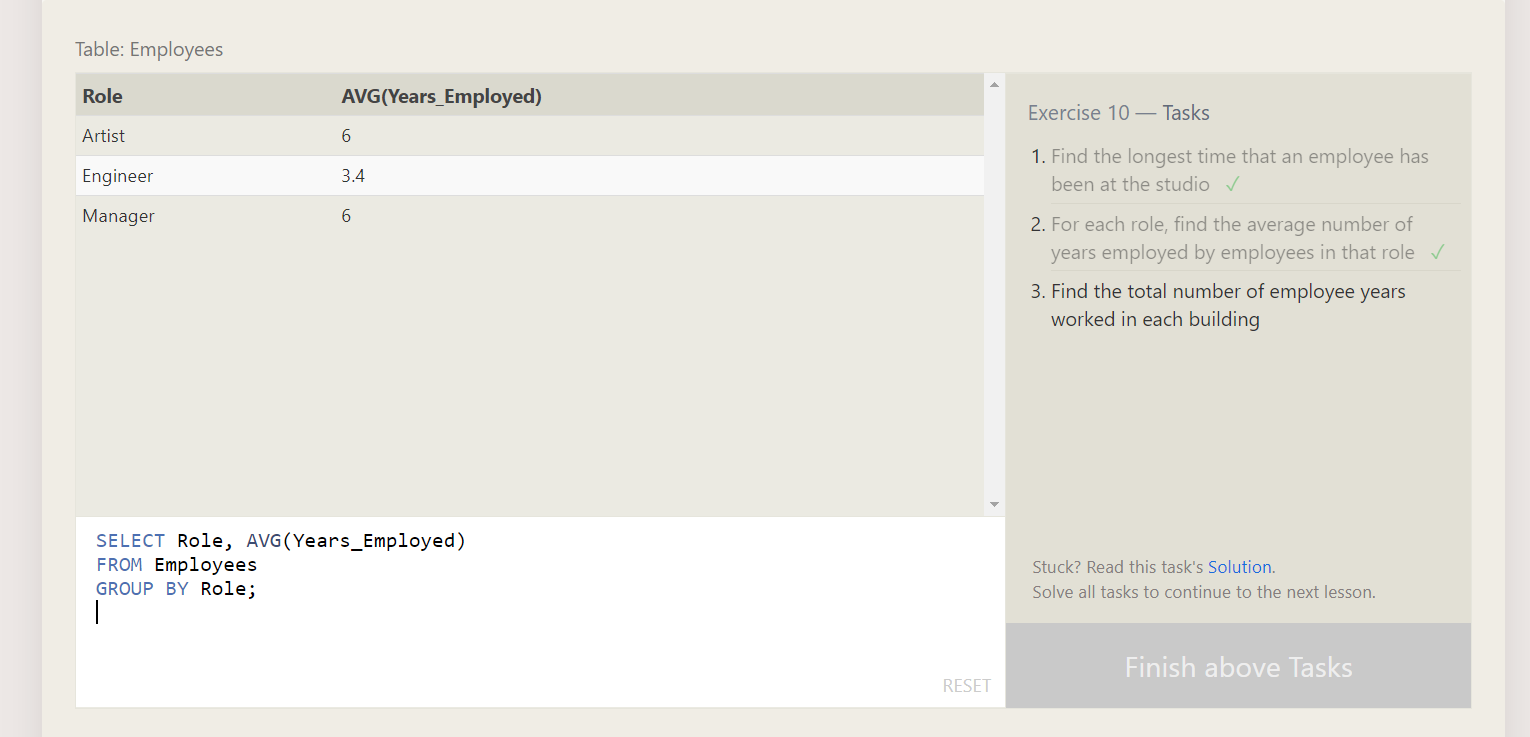 Table: Employees
Role AVG(Years_Employed)
Artist 6
Engineer 3.4
Manager 6
SELECT Role, AVG(Years_Employed)
FROM Employees
GROUP BY Role;
RESET
Exercise 10 — Tasks
1. Find the longest time that an employee has
been at the studio ✓
2. For each role, find the average number of
years employed by employees in that role ✓
3. Find the total number of employee years
worked in each building
Stuck? Read this task's Solution.
Solve all tasks to continue to the next lesson.
Finish above Tasks